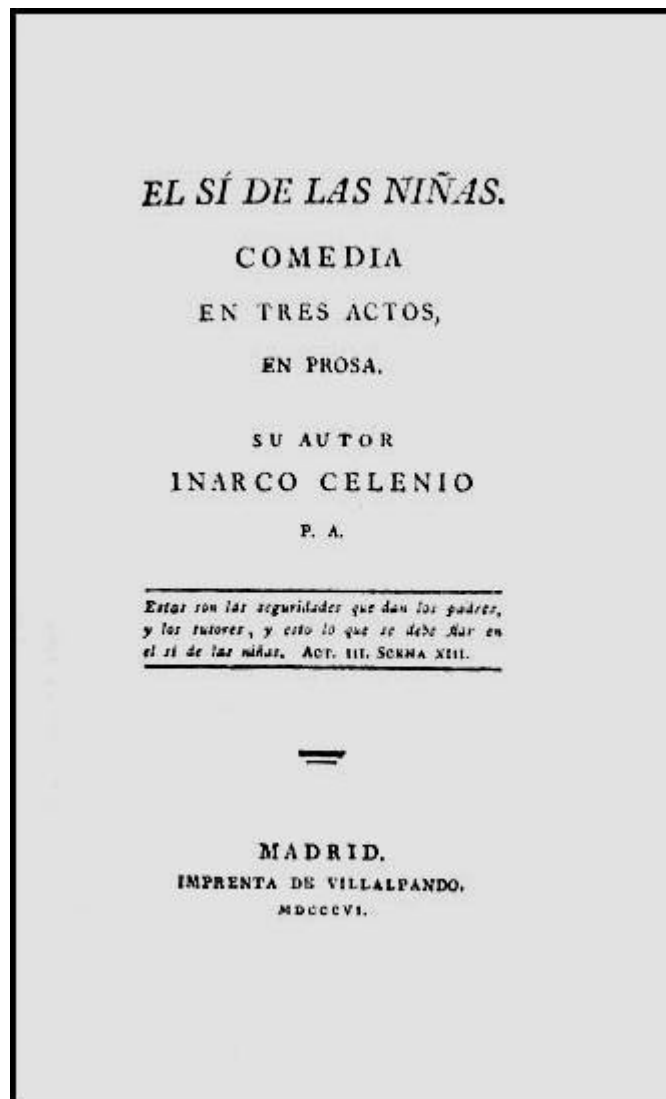 EL SÍ DE LAS NIÑAS.
COMEDIA
EN TRES ACTOS,
EN PROSA.
SU AUTOR
INARCO CELENIO
P. A.
Estas son las seguridades que dan los padres,
y los tutores, y esto lo que se debe fiar en
el sí de las niñas. ACT. III. SCENA XIII.
MADRID.
IMPRENTA DE VILLALPANDO.
MDCCCVI.